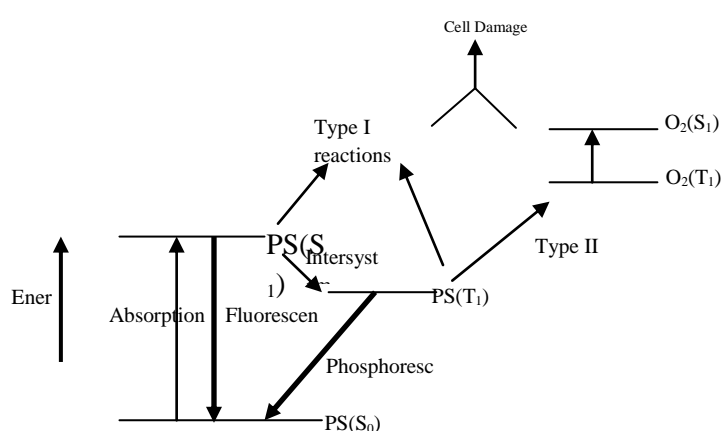 Cell Damage
Type I
reactions
O₂(S₁)
O₂(T₁)
PS(S
₁)
Intersyst
Type II
Ener
Absorption
Fluorescen
PS(T₁)
Phosphoresc
PS(S₀)